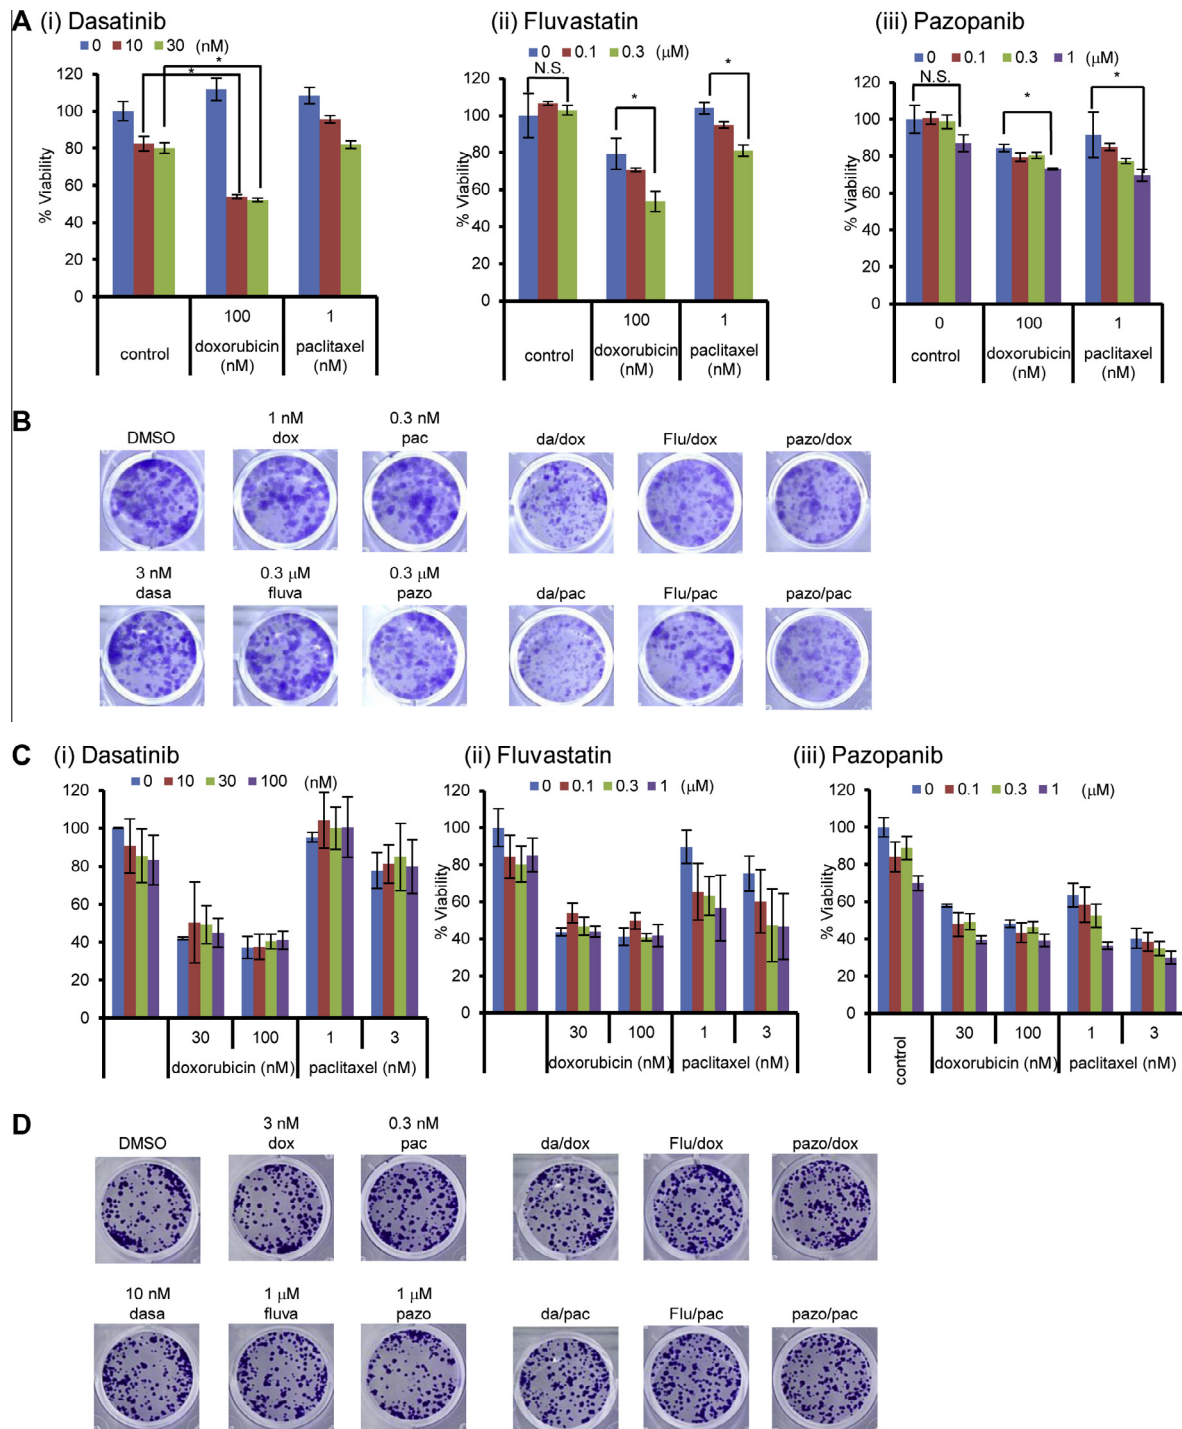 A (i) Dasatinib
0 10 30 (nM)
% Viability
120
100
80
60
40
20
0
*
*
control
100
doxorubicin
(nM)
1
paclitaxel
(nM)
(ii) Fluvastatin
0 0.1 0.3 (μM)
N.S.
*
*
% Viability
120
100
80
60
40
20
0
control
100
doxorubicin
(nM)
1
paclitaxel
(nM)
(iii) Pazopanib
0 0.1 0.3 1 (μM)
N.S.
*
*
% Viability
120
100
80
60
40
20
0
0
control
100
doxorubicin
(nM)
1
paclitaxel
(nM)
B
DMSO
1 nM
dox
0.3 nM
pac
da/dox
Flu/dox
pazo/dox
3 nM
dasa
0.3 μM
fluva
0.3 μM
pazo
da/pac
Flu/pac
pazo/pac
C (i) Dasatinib
0 10 30 100 (nM)
120
100
80
60
40
20
0
30 100
doxorubicin (nM)
1 3
paclitaxel (nM)
(ii) Fluvastatin
0 0.1 0.3 1 (μM)
% Viability
120
100
80
60
40
20
0
30 100
doxorubicin (nM)
1 3
paclitaxel (nM)
(iii) Pazopanib
0 0.1 0.3 1 (μM)
% Viability
120
100
80
60
40
20
0
control
30 100
doxorubicin (nM)
1 3
paclitaxel (nM)
D
DMSO
3 nM
dox
0.3 nM
pac
da/dox
Flu/dox
pazo/dox
10 nM
dasa
1 μM
fluva
1 μM
pazo
da/pac
Flu/pac
pazo/pac